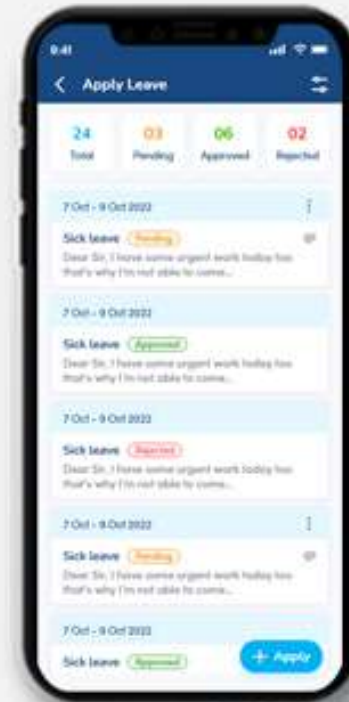 9:41
Apply Leave
24 03 06 02
Total Pending Approved Rejected
7 Oct - 9 Oct 2022
Sick leave Pending
Dear Sir, I have some urgent work today too
that's why I'm not able to come...
7 Oct - 9 Oct 2022
Sick leave Approved
Dear Sir, I have some urgent work today too
that's why I'm not able to come...
7 Oct - 9 Oct 2022
Sick leave Rejected
Dear Sir, I have some urgent work today too
that's why I'm not able to come...
7 Oct - 9 Oct 2022
Sick leave Pending
Dear Sir, I have some urgent work today too
that's why I'm not able to come...
7 Oct - 9 Oct 2022
Sick leave Approved
+ Apply